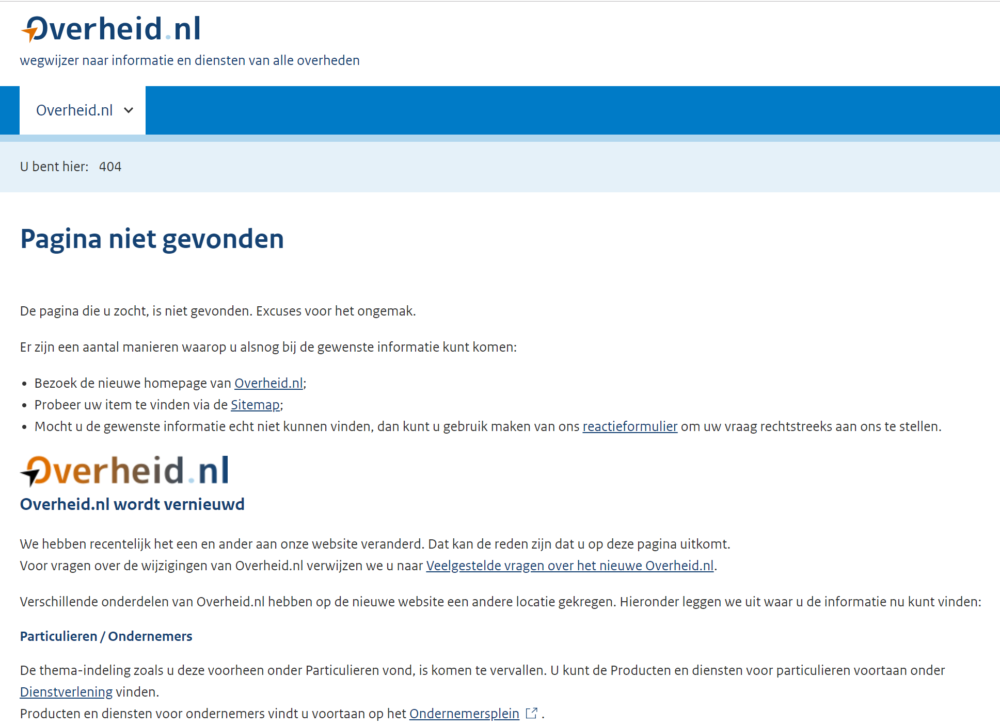 Overheid.nl
wegwijzer naar informatie en diensten van alle overheden
Overheid.nl
U bent hier: 404
Pagina niet gevonden
De pagina die u zocht, is niet gevonden. Excuses voor het ongemak.
Er zijn een aantal manieren waarop u alsnog bij de gewenste informatie kunt komen:
• Bezoek de nieuwe homepage van Overheid.nl;
• Probeer uw item te vinden via de Sitemap;
• Mocht u de gewenste informatie echt niet kunnen vinden, dan kunt u gebruik maken van ons reactieformulier om uw vraag rechtstreeks aan ons te stellen.
Overheid.nl
Overheid.nl wordt vernieuwd
We hebben recentelijk het een en ander aan onze website veranderd. Dat kan de reden zijn dat u op deze pagina uitkomt.
Voor vragen over de wijzigingen van Overheid.nl verwijzen we u naar Veelgestelde vragen over het nieuwe Overheid.nl.
Verschillende onderdelen van Overheid.nl hebben op de nieuwe website een andere locatie gekregen. Hieronder leggen we uit waar u de informatie nu kunt vinden:
Particulieren / Ondernemers
De thema-indeling zoals u deze voorheen onder Particulieren vond, is komen te vervallen. U kunt de Producten en diensten voor particulieren voortaan onder
Dienstverlening vinden.
Producten en diensten voor ondernemers vindt u voortaan op het Ondernemersplein .